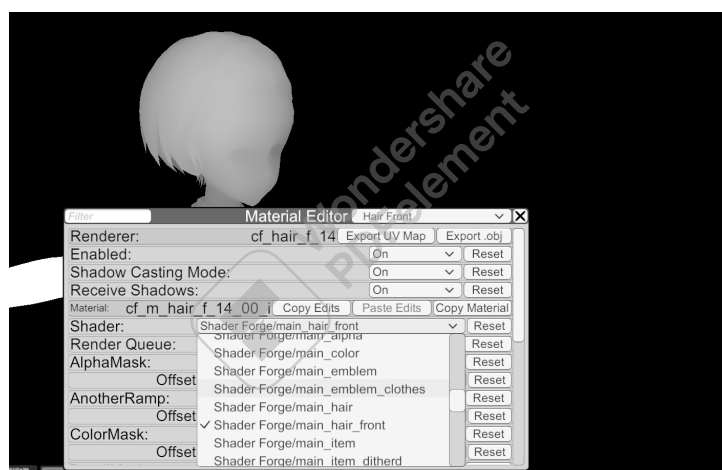 Wondershare
PDFelement
Filter Material Editor Hair Front X
Renderer: cf_hair_f_14 Export UV Map Export .obj
Enabled: On Reset
Shadow Casting Mode: On Reset
Receive Shadows: On Reset
Material: cf_m_hair_f_14_00_i Copy Edits Paste Edits Copy Material
Shader: Shader Forge/main_hair_front Reset
Shader Forge/main_alpha
Render Queue: Reset
Shader Forge/main_color
AlphaMask: Reset
Shader Forge/main_emblem
Offset Reset
Shader Forge/main_emblem_clothes
AnotherRamp: Reset
Shader Forge/main_hair
Offset Reset
✓ Shader Forge/main_hair_front
ColorMask: Reset
Shader Forge/main_item
Offset Reset
Shader Forge/main_item_ditherd